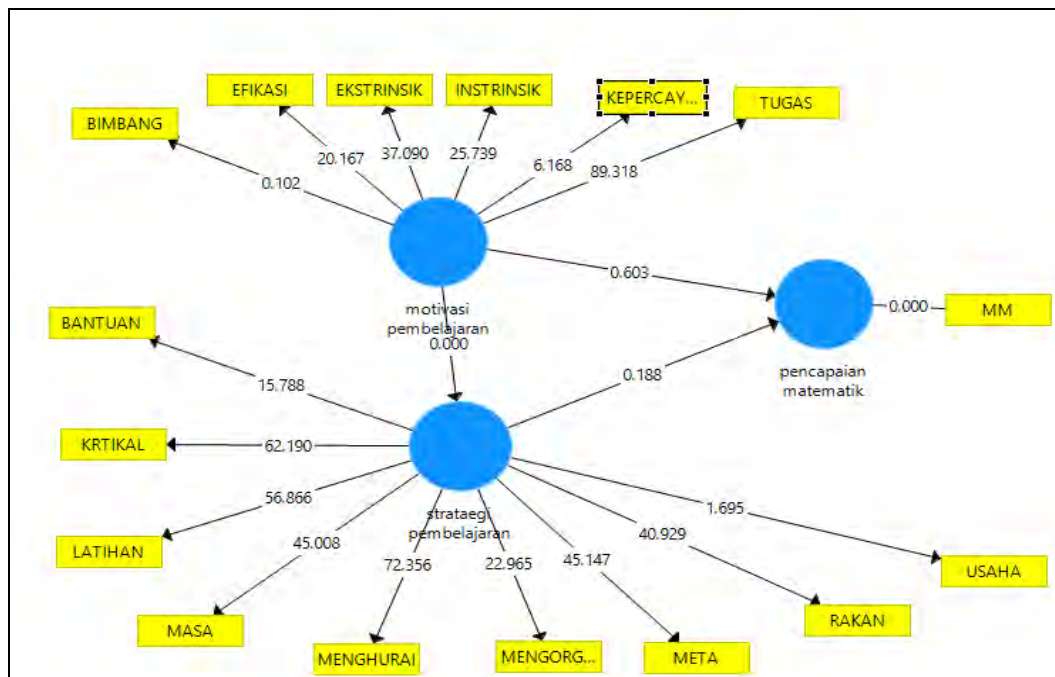 EFIKASI
EKSTRINSIK
INSTRINSIK
KEPERCAY...
TUGAS
BIMBANG
20.167
37.090
25.739
6.168
89.318
0.102
0.603
motivasi
pembelajaran
0.000
0.000
MM
BANTUAN
pencapaian
matematik
15.788
0.188
KRTIKAL
62.190
56.866
strataegi
pembelajaran
1.695
LATIHAN
45.008
72.356
22.965
45.147
40.929
USAHA
MASA
RAKAN
MENGHURAI
MENGORG...
META